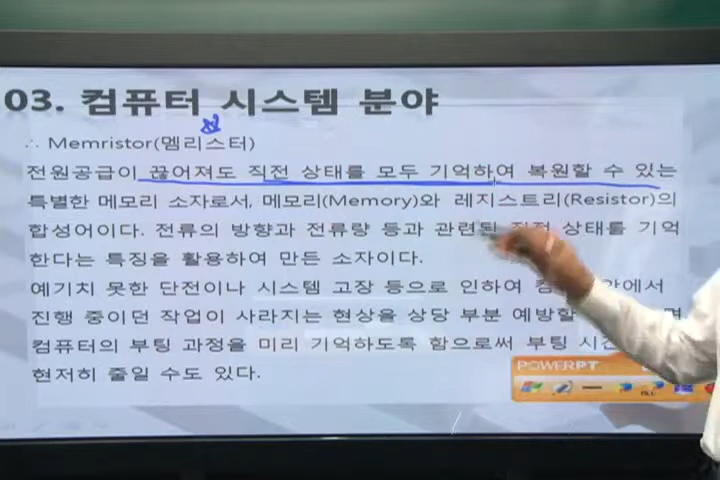 03. 컴퓨터 시스템 분야
∴ Memristor(멤리스터)
전원공급이 끊어져도 직전 상태를 모두 기억하여 복원할 수 있는
특별한 메모리 소자로서, 메모리(Memory)와 레지스트리(Resistor)의
합성어이다. 전류의 방향과 전류량 등과 관련된 직전 상태를 기억
한다는 특징을 활용하여 만든 소자이다.
예기치 못한 단전이나 시스템 고장 등으로 인하여
진행 중이던 작업이 사라지는 현상을 상당 부분 예방할
컴퓨터의 부팅 과정을 미리 기억하도록 함으로써 부팅
현저히 줄일 수도 있다.
POWERPT